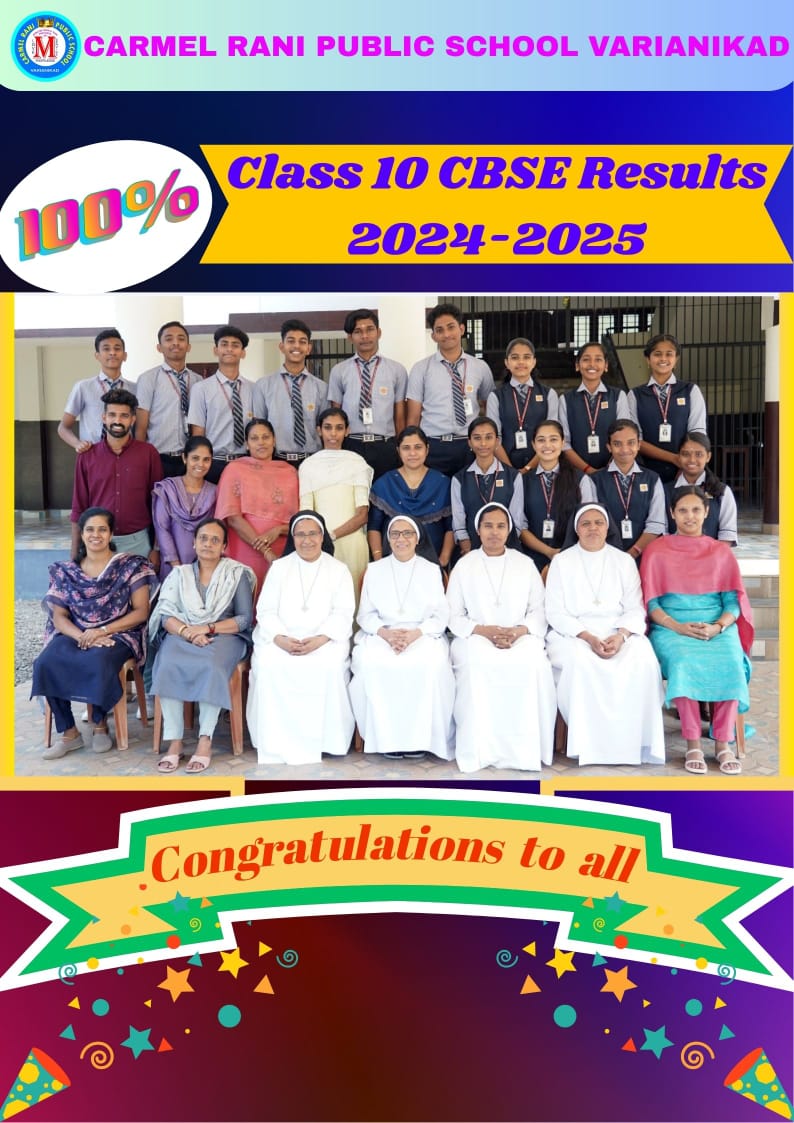 CARMEL RANI PUBLIC SCHOOL
M
VARIANIKAD
CARMEL RANI PUBLIC SCHOOL VARIANIKAD
100%
Class 10 CBSE Results
2024-2025
Congratulations to all